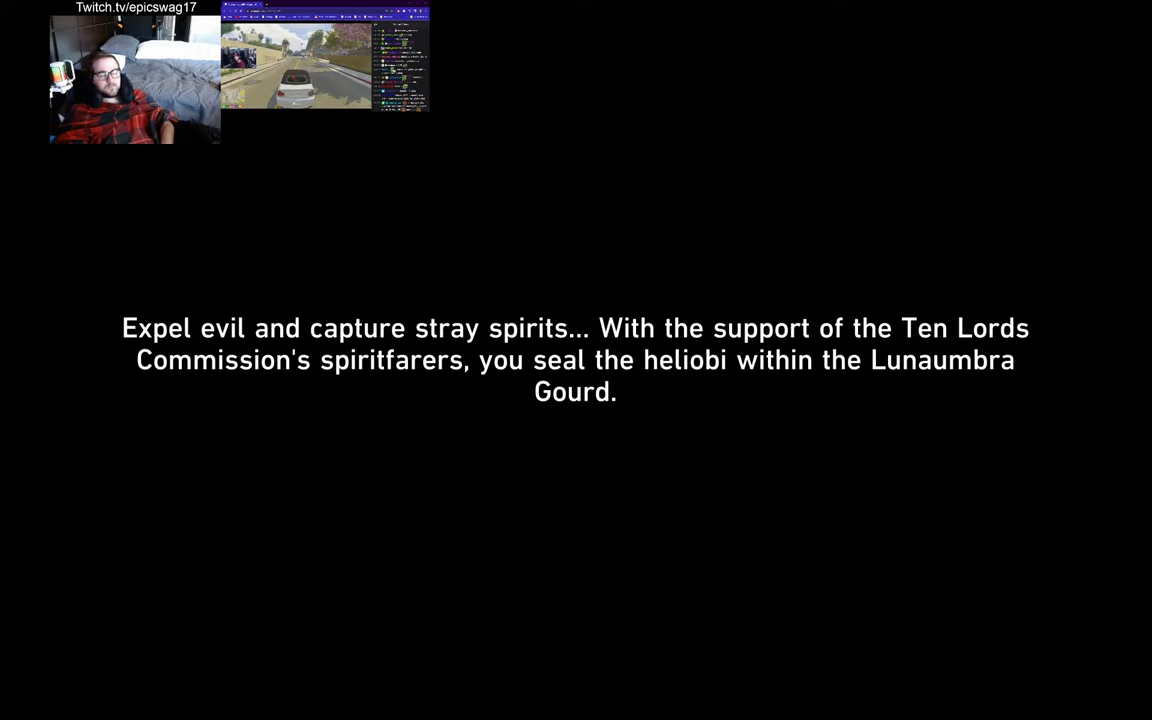 Twitch.tv/epicswag17
Expel evil and capture stray spirits... With the support of the Ten Lords
Commission's spiritfarers, you seal the heliobi within the Lunaumbra
Gourd.